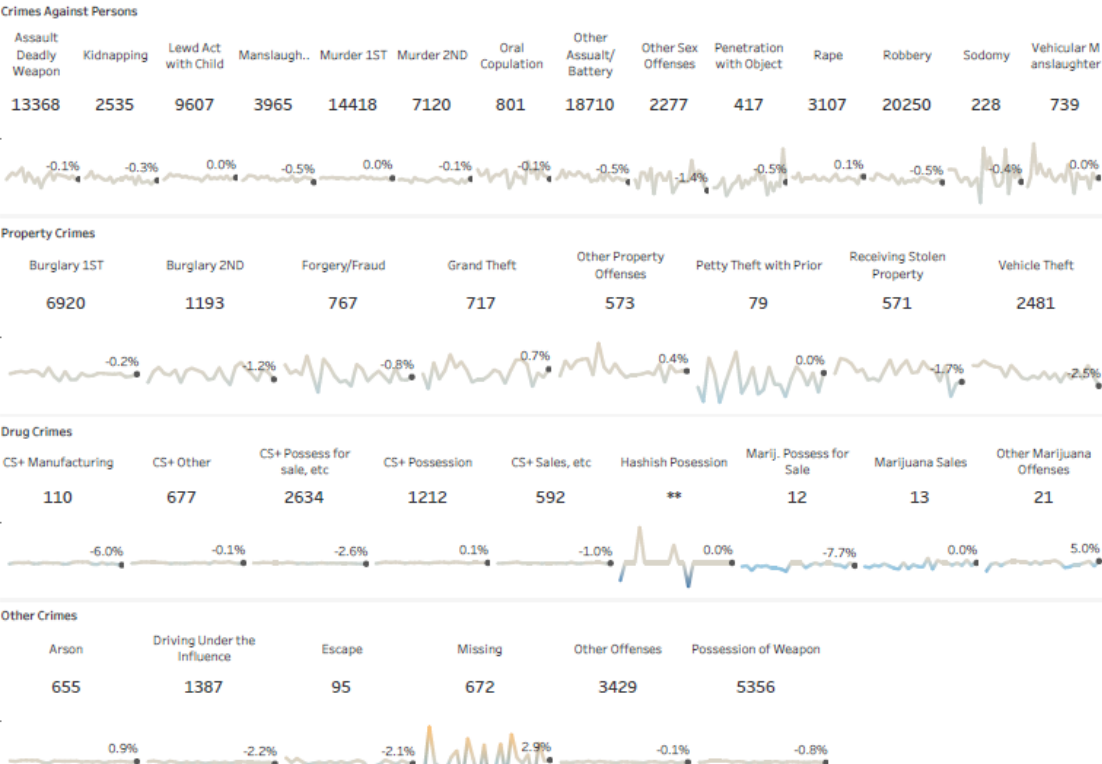 Crimes Against Persons
Assault Deadly Weapon
Kidnapping
Lewd Act with Child
Manslaugh..
Murder 1ST
Murder 2ND
Oral Copulation
Other Assualt/ Battery
Other Sex Offenses
Penetration with Object
Rape
Robbery
Sodomy
Vehicular M anslaughter
13368 2535 9607 3965 14418 7120 801 18710 2277 417 3107 20250 228 739
-0.1% -0.3% 0.0% -0.5% 0.0% -0.1% -0.1% -0.5% -1.4% -0.5% 0.1% -0.5% -0.4% 0.0%
Property Crimes
Burglary 1ST
Burglary 2ND
Forgery/Fraud
Grand Theft
Other Property Offenses
Petty Theft with Prior
Receiving Stolen Property
Vehicle Theft
6920 1193 767 717 573 79 571 2481
-0.2% -1.2% -0.8% 0.7% 0.4% 0.0% -1.7% -2.5%
Drug Crimes
CS+ Manufacturing
CS+ Other
CS+ Possess for sale, etc
CS+ Possession
CS+ Sales, etc
Hashish Posession
Marij. Possess for Sale
Marijuana Sales
Other Marijuana Offenses
110 677 2634 1212 592 ** 12 13 21
-6.0% -0.1% -2.6% 0.1% -1.0% 0.0% -7.7% 0.0% 5.0%
Other Crimes
Arson
Driving Under the Influence
Escape
Missing
Other Offenses
Possession of Weapon
655 1387 95 672 3429 5356
0.9% -2.2% -2.1% 2.9% -0.1% -0.8%